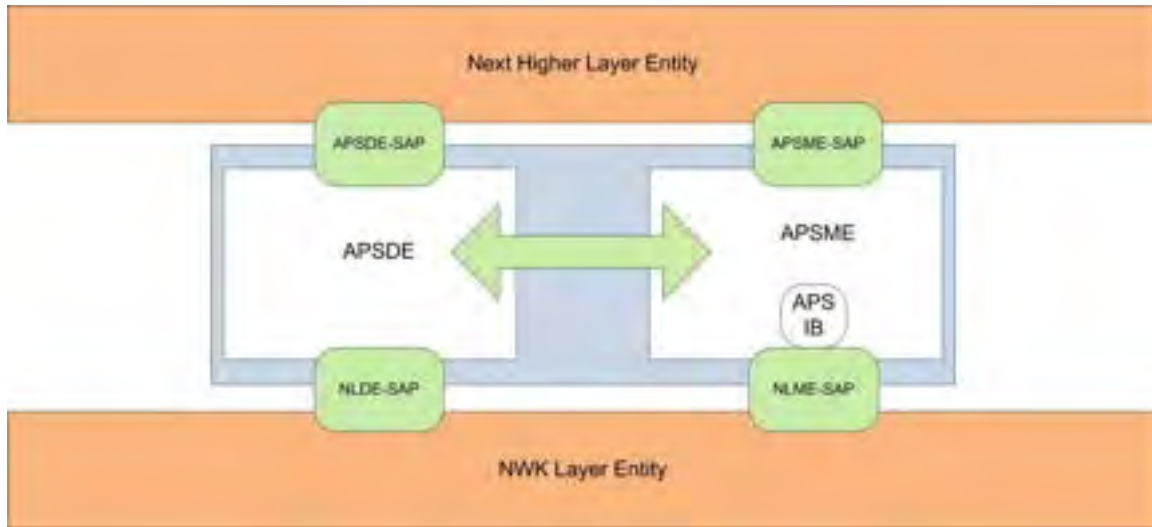 Next Higher Layer Entity
APSDE-SAP
APSME-SAP
APSDE
APSME
APS
IB
NLDE-SAP
NLME-SAP
NWK Layer Entity